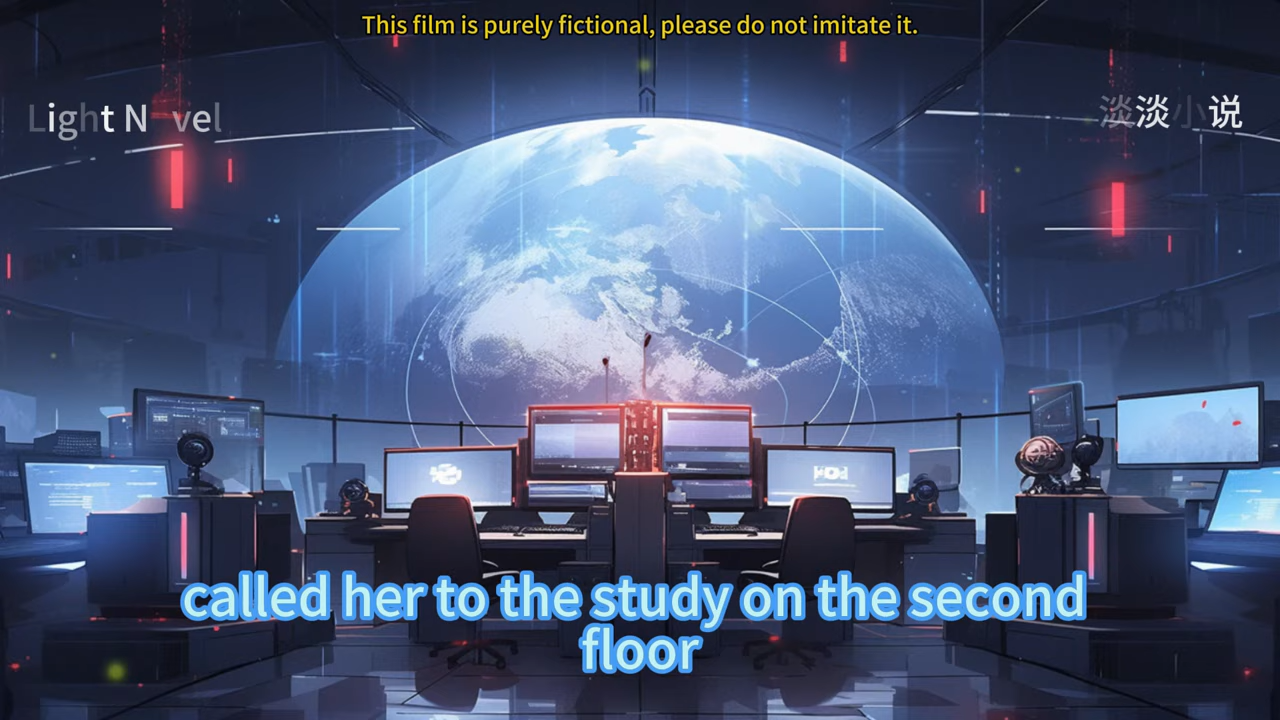 This film is purely fictional, please do not imitate it.
Light N vel
淡淡小说
called her to the study on the second
floor